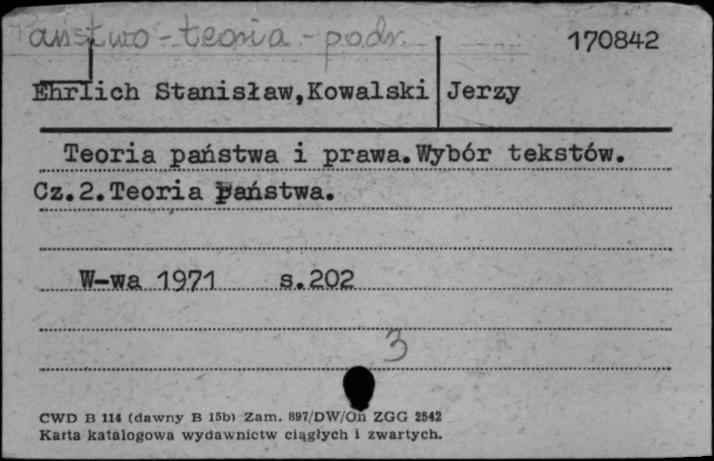 Państwo - teoria - podr.
170842
Ehrlich Stanisław,Kowalski Jerzy
Teoria państwa i prawa.Wybór tekstów.
Cz.2.Teoria państwa.
W-wa 1971 s.202
3
CWD B 114 (dawny B 15b) Zam. 897/DW/On ZGG 2542
Karta katalogowa wydawnictw ciągłych i zwartych.